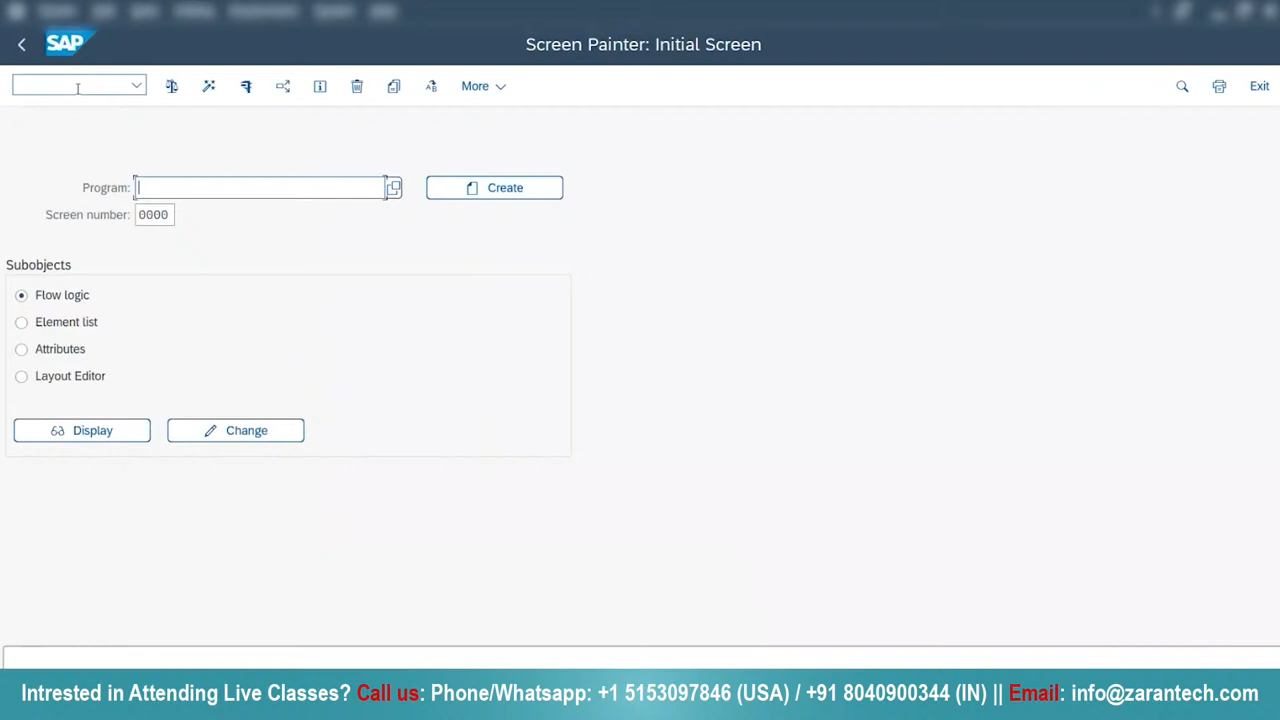 SAP
Screen Painter: Initial Screen
More
Exit
Program:
Create
Screen number: 0000
Subobjects
Flow logic
Element list
Attributes
Layout Editor
Display
Change
Intrested in Attending Live Classes? Call us: Phone/Whatsapp: +1 5153097846 (USA) / +91 8040900344 (IN) || Email: info@zarantech.com